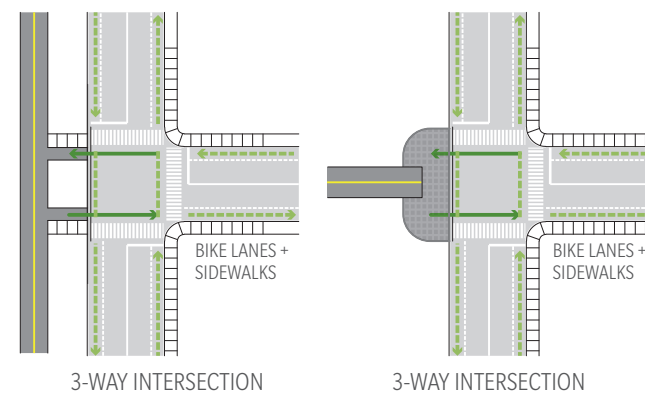 BIKE LANES +
SIDEWALKS
BIKE LANES +
SIDEWALKS
3-WAY INTERSECTION
3-WAY INTERSECTION